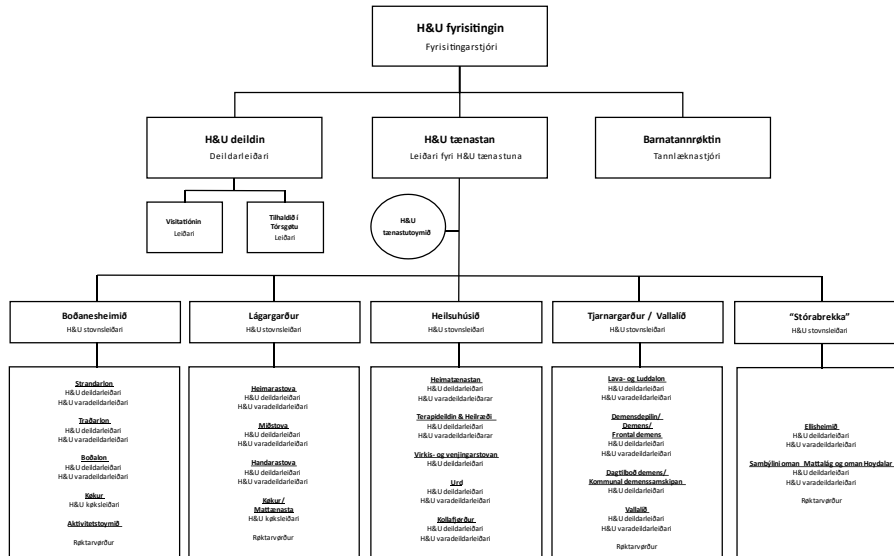 H&U fyrisitingin
Fyrisitingarstjóri
H&U deildin
Deildarleiðari
H&U tænastan
Leiðari fyri H&U tænastuna
Barnatannrøktin
Tannlæknastjóri
Visitatiónin
Leiðari
Tilhaldið í
Tórsgøtu
Leiðari
H&U
tænastutoymið
Boðanesheimið
H&U stovnsleiðari
Lágargarður
H&U stovnsleiðari
Heilsuhúsið
H&U stovnsleiðari
Tjarnargarður / Vallalíð
H&U stovnsleiðari
“Stórabrekka”
H&U stovnsleiðari
Strandarlon
H&U deildarleiðari
H&U varadeildarleiðari
Traðarlon
H&U deildarleiðari
H&U varadeildarleiðari
Boðalon
H&U deildarleiðari
H&U varadeildarleiðari
Køkur
H&U køksleiðari
Aktivitetstoymið
Røktarvørður
Heimarastova
H&U deildarleiðari
H&U varadeildarleiðari
Miðstova
H&U deildarleiðari
H&U varadeildarleiðari
Handarastova
H&U deildarleiðari
H&U varadeildarleiðari
Køkur/
Mattænasta
H&U køksleiðari
Røktarvørður
Heimatænastan
H&U deildarleiðari
H&U varadeildarleiðarar
Terapideildin & Heilræði
H&U deildarleiðari
H&U varadeildarleiðarar
Virkis- og venjingarstovan
H&U deildarleiðari
Urd
H&U varadeildarleiðari
Kollafjørður
H&U deildarleiðari
H&U varadeildarleiðari
Lava- og Luddalon
H&U deildarleiðari
H&U varadeildarleiðari
Demensdepilin/
Demens/
Frontal demens
H&U deildarleiðari
H&U varadeildarleiðari
Dagtilboð demens/
Kommunal demenssamskipan
H&U deildarleiðari
Vallalíð
H&U deildarleiðari
H&U varadeildarleiðari
Røktarvørður
Ellisheimið
H&U deildarleiðari
H&U varadeildarleiðari
Sambýlini oman Mattalág og oman Hoydalar
H&U deildarleiðari
H&U varadeildarleiðari
Røktarvørður